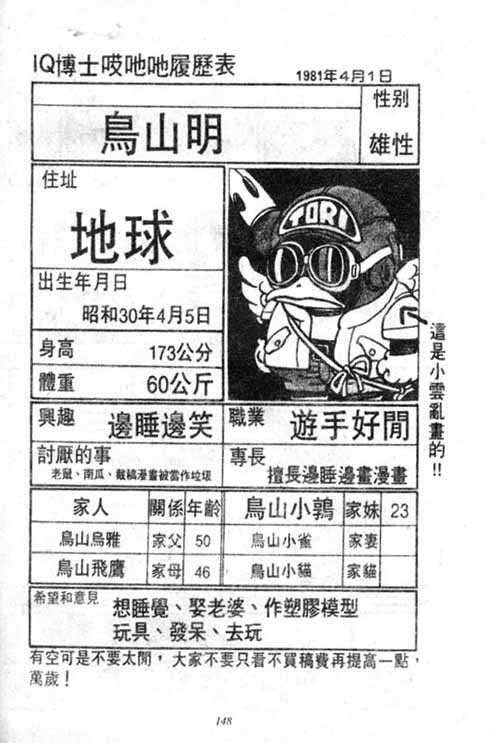 IQ博士哎吔吔履歷表
1981年4月1日
鳥山明
性別
雄性
住址
地球
TORI
出生年月日
昭和30年4月5日
身高
173公分
體重
60公斤
這是小雲亂畫的!!
興趣
邊睡邊笑
職業
遊手好閒
討厭的事
老鼠、南瓜、截稿漫畫被當作垃圾
專長
擅長邊睡邊畫漫畫
家人 關係 年齡 鳥山小鶉 家妹 23
鳥山烏雅 家父 50 鳥山小雀 家妻
鳥山飛鷹 家母 46 鳥山小貓 家貓
希望和意見
想睡覺、娶老婆、作塑膠模型
玩具、發呆、去玩
有空可是不要太閒，大家不要只看不買稿費再提高一點，
萬歲！
148